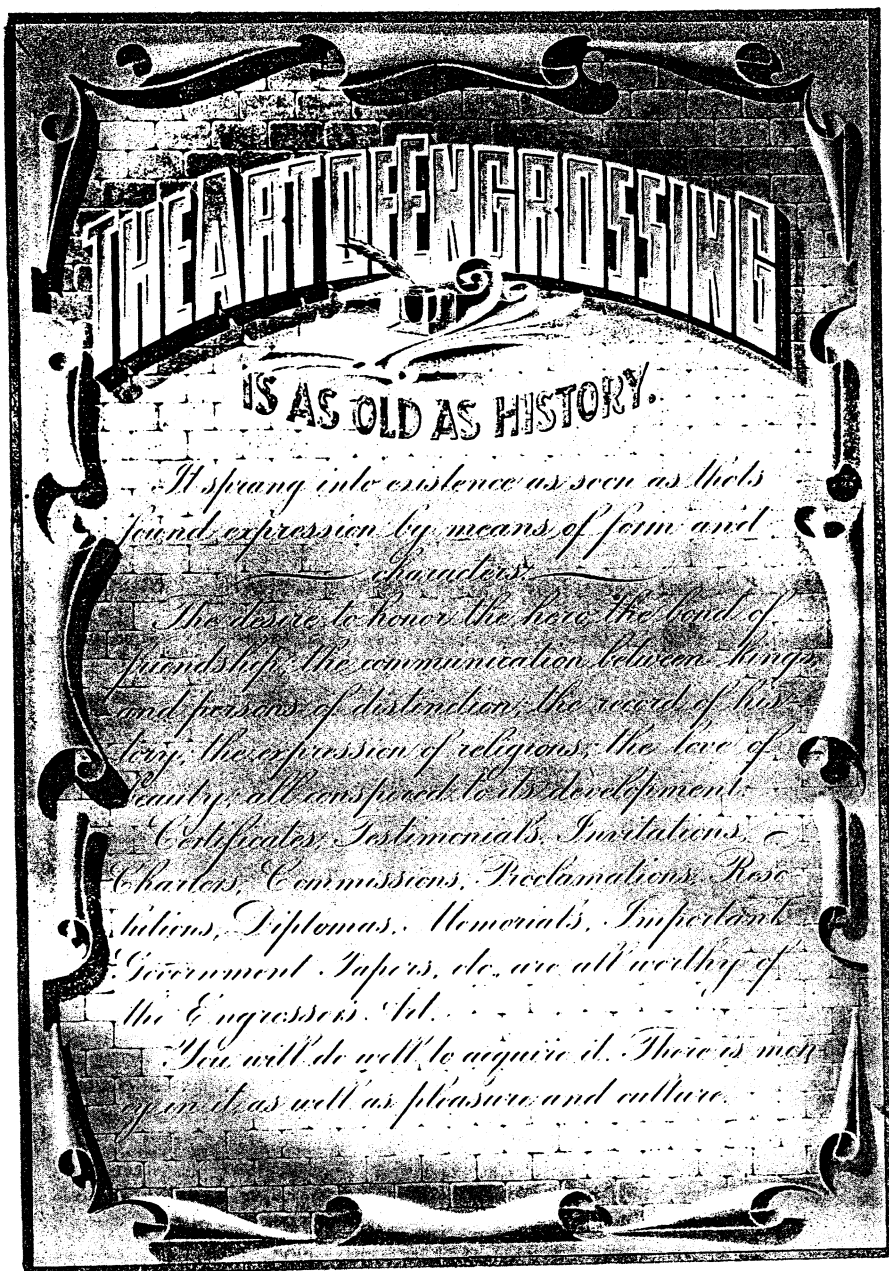 THE ART OF ENGROSSING
IS AS OLD AS HISTORY.
It sprang into existence as soon as thots
found expression by means of form and
characters.
The desire to honor the hero; the bond of
friendship; the communication between kings
and persons of distinction; the record of his-
tory; the expression of religions; the love of
beauty; all conspired to its development.
Certificates, Testimonials, Invitations,
Charters, Commissions, Proclamations, Reso-
lutions, Diplomas, Memorials, Important
Government Papers, etc., are all worthy of
the Engrosser's Art.
You will do well to acquire it. There is mon-
ey in it as well as pleasure and culture.